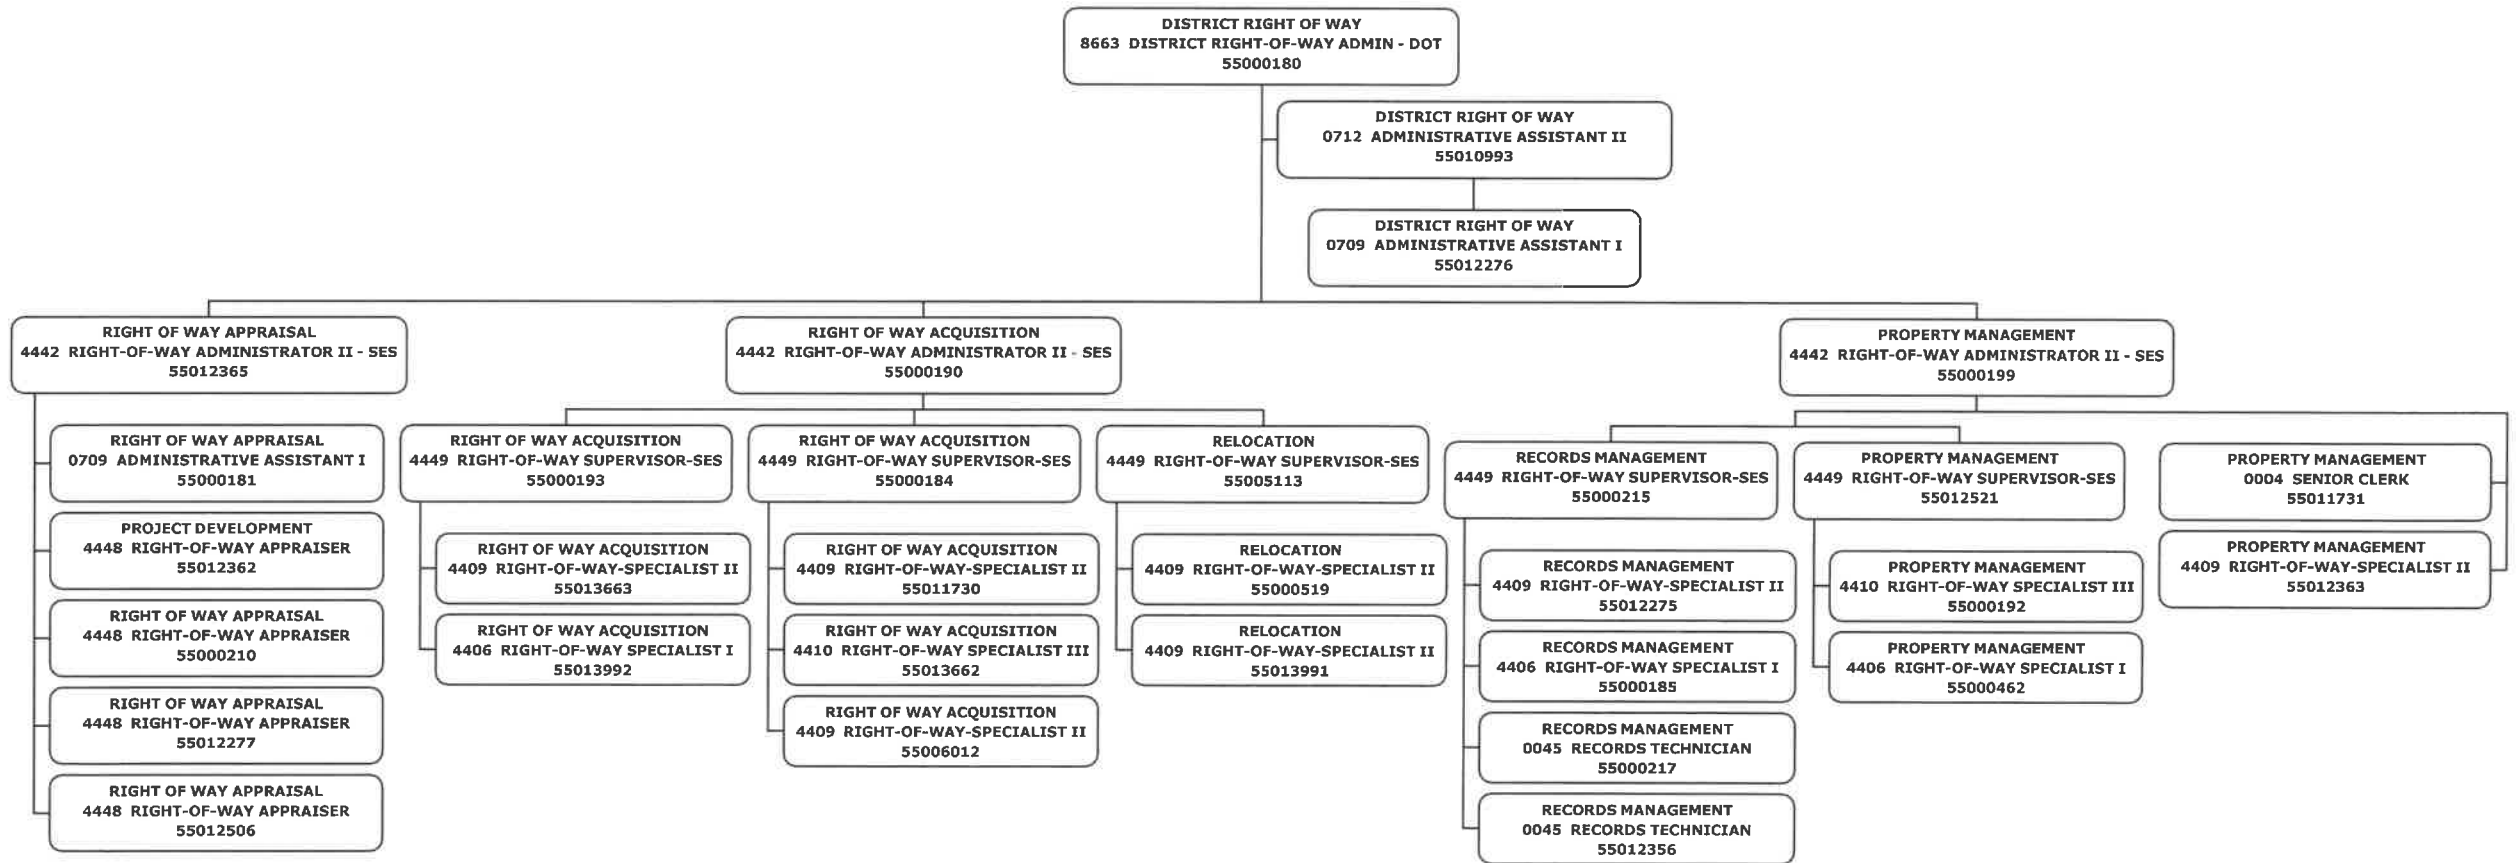 DISTRICT RIGHT OF WAY
8663 DISTRICT RIGHT-OF-WAY ADMIN - DOT
55000180
DISTRICT RIGHT OF WAY
0712 ADMINISTRATIVE ASSISTANT II
55010993
DISTRICT RIGHT OF WAY
0709 ADMINISTRATIVE ASSISTANT I
55012276
RIGHT OF WAY APPRAISAL
4442 RIGHT-OF-WAY ADMINISTRATOR II - SES
55012365
RIGHT OF WAY APPRAISAL
0709 ADMINISTRATIVE ASSISTANT I
55000181
PROJECT DEVELOPMENT
4448 RIGHT-OF-WAY APPRAISER
55012362
RIGHT OF WAY APPRAISAL
4448 RIGHT-OF-WAY APPRAISER
55000210
RIGHT OF WAY APPRAISAL
4448 RIGHT-OF-WAY APPRAISER
55012277
RIGHT OF WAY APPRAISAL
4448 RIGHT-OF-WAY APPRAISER
55012506
RIGHT OF WAY ACQUISITION
4442 RIGHT-OF-WAY ADMINISTRATOR II - SES
55000190
RIGHT OF WAY ACQUISITION
4449 RIGHT-OF-WAY SUPERVISOR-SES
55000193
RIGHT OF WAY ACQUISITION
4409 RIGHT-OF-WAY-SPECIALIST II
55013663
RIGHT OF WAY ACQUISITION
4406 RIGHT-OF-WAY SPECIALIST I
55013992
RIGHT OF WAY ACQUISITION
4449 RIGHT-OF-WAY SUPERVISOR-SES
55000184
RIGHT OF WAY ACQUISITION
4409 RIGHT-OF-WAY-SPECIALIST II
55011730
RIGHT OF WAY ACQUISITION
4410 RIGHT-OF-WAY SPECIALIST III
55013662
RIGHT OF WAY ACQUISITION
4409 RIGHT-OF-WAY-SPECIALIST II
55006012
RELOCATION
4449 RIGHT-OF-WAY SUPERVISOR-SES
55005113
RELOCATION
4409 RIGHT-OF-WAY-SPECIALIST II
55000519
RELOCATION
4409 RIGHT-OF-WAY-SPECIALIST II
55013991
PROPERTY MANAGEMENT
4442 RIGHT-OF-WAY ADMINISTRATOR II - SES
55000199
RECORDS MANAGEMENT
4449 RIGHT-OF-WAY SUPERVISOR-SES
55000215
RECORDS MANAGEMENT
4409 RIGHT-OF-WAY-SPECIALIST II
55012275
RECORDS MANAGEMENT
4406 RIGHT-OF-WAY SPECIALIST I
55000185
RECORDS MANAGEMENT
0045 RECORDS TECHNICIAN
55000217
RECORDS MANAGEMENT
0045 RECORDS TECHNICIAN
55012356
PROPERTY MANAGEMENT
4449 RIGHT-OF-WAY SUPERVISOR-SES
55012521
PROPERTY MANAGEMENT
4410 RIGHT-OF-WAY SPECIALIST III
55000192
PROPERTY MANAGEMENT
4406 RIGHT-OF-WAY SPECIALIST I
55000462
PROPERTY MANAGEMENT
0004 SENIOR CLERK
55011731
PROPERTY MANAGEMENT
4409 RIGHT-OF-WAY-SPECIALIST II
55012363